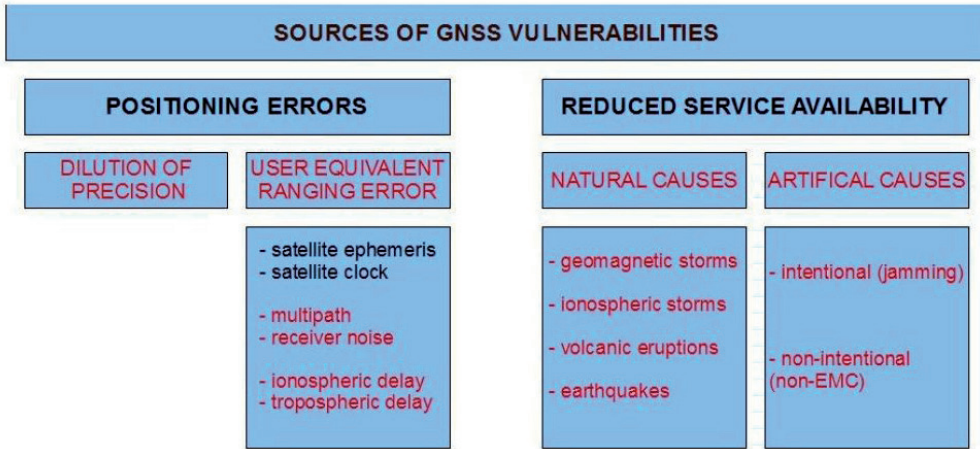 SOURCES OF GNSS VULNERABILITIES
POSITIONING ERRORS
DILUTION OF
PRECISION
USER EQUIVALENT
RANGING ERROR
- satellite ephemeris
- satellite clock
- multipath
- receiver noise
- ionospheric delay
- tropospheric delay
REDUCED SERVICE AVAILABILITY
NATURAL CAUSES
- geomagnetic storms
- ionospheric storms
- volcanic eruptions
- earthquakes
ARTIFICAL CAUSES
- intentional (jamming)
- non-intentional
(non-EMC)